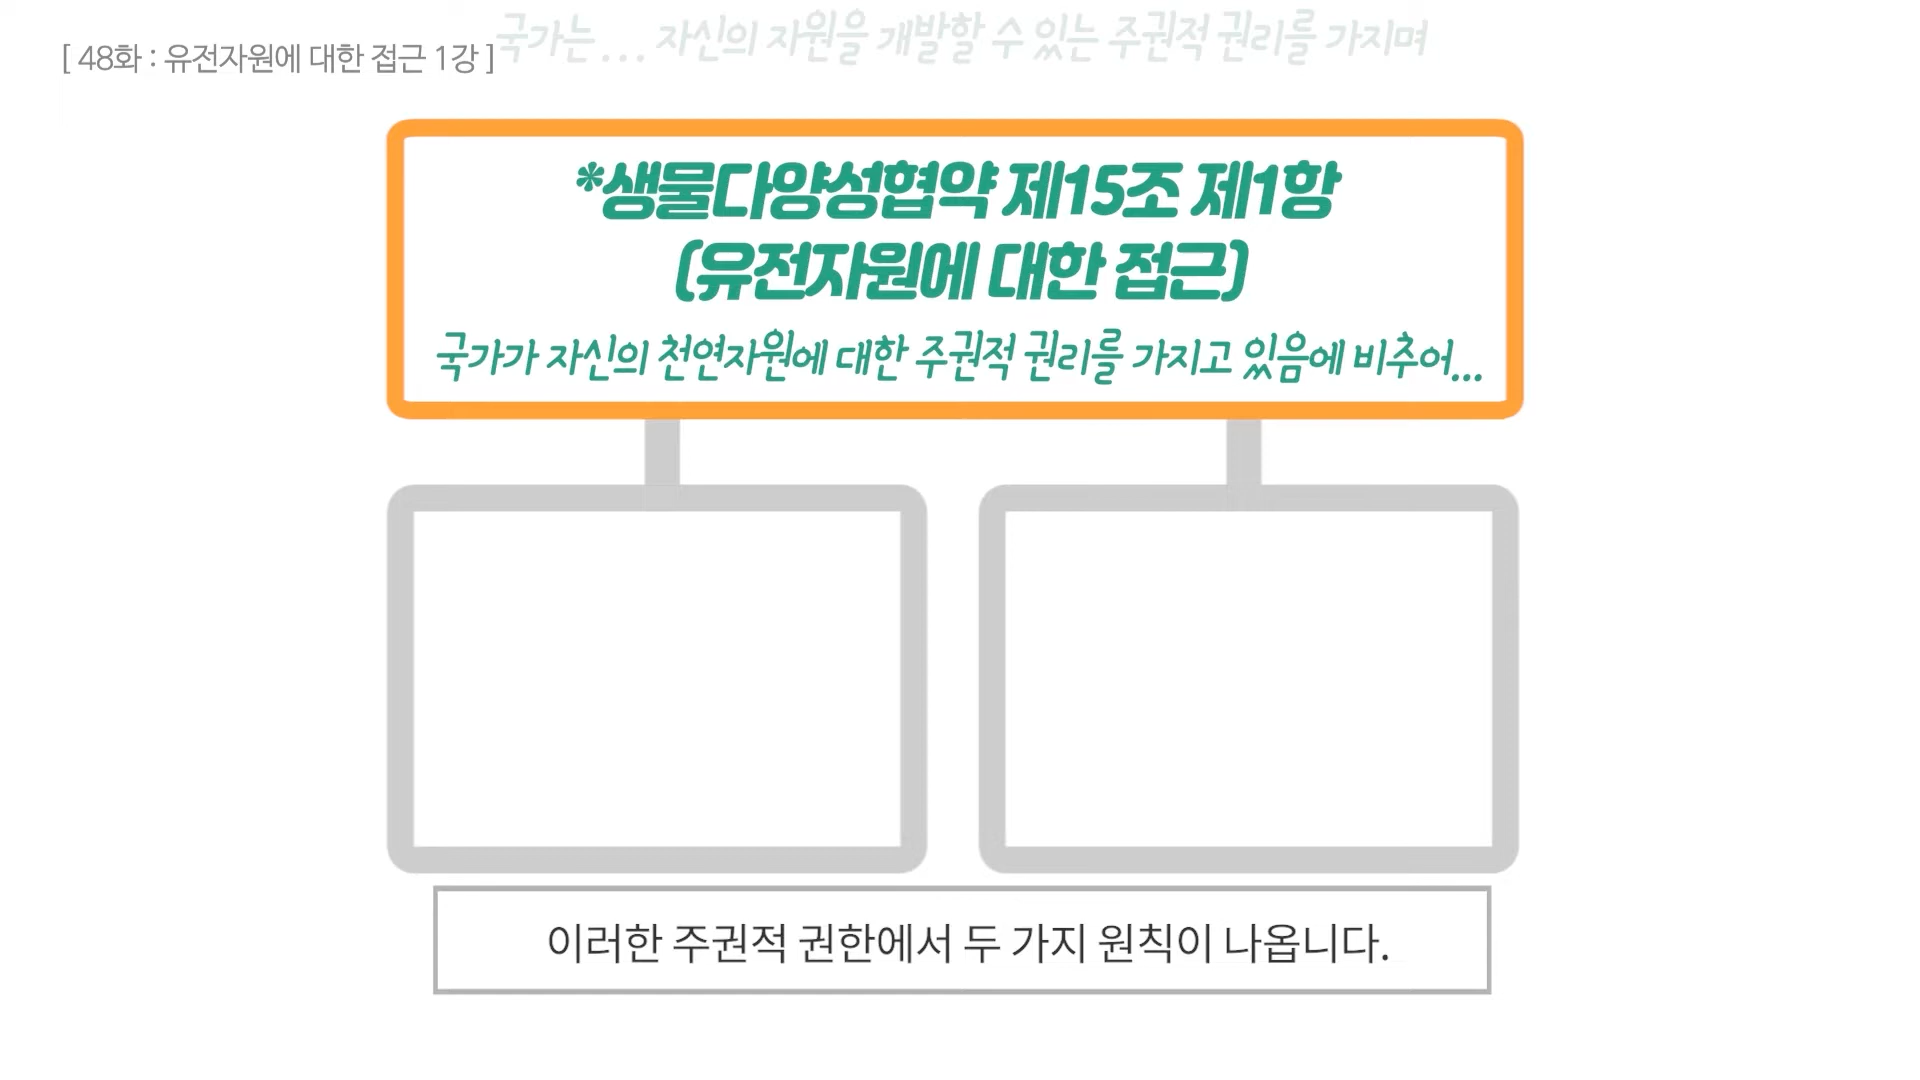 국가는... 자신의 자원을 개발할 수 있는 주권적 권리를 가지며
[ 48화 : 유전자원에 대한 접근 1강 ]
*생물다양성협약 제15조 제1항
(유전자원에 대한 접근)
국가가 자신의 천연자원에 대한 주권적 권리를 가지고 있음에 비추어...
이러한 주권적 권한에서 두 가지 원칙이 나옵니다.